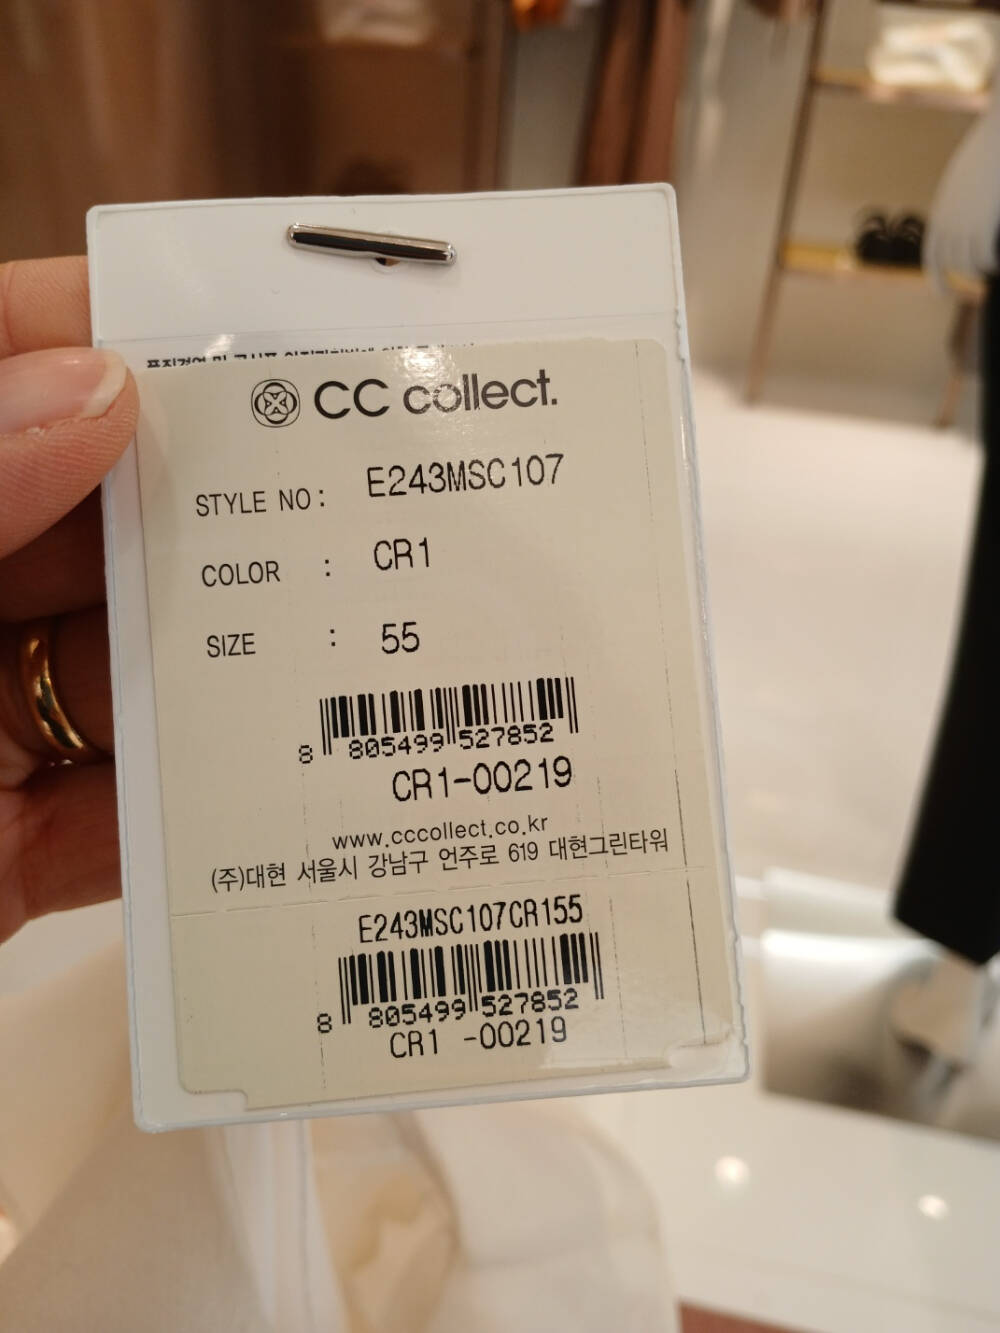 CC collect.
STYLE NO : E243MSC107
COLOR : CR1
SIZE : 55
8 805499 527852
CR1-00219
www.cccollect.co.kr
(주)대현 서울시 강남구 언주로 619 대현그린타워
E243MSC107CR155
8 805499 527852
CR1 -00219